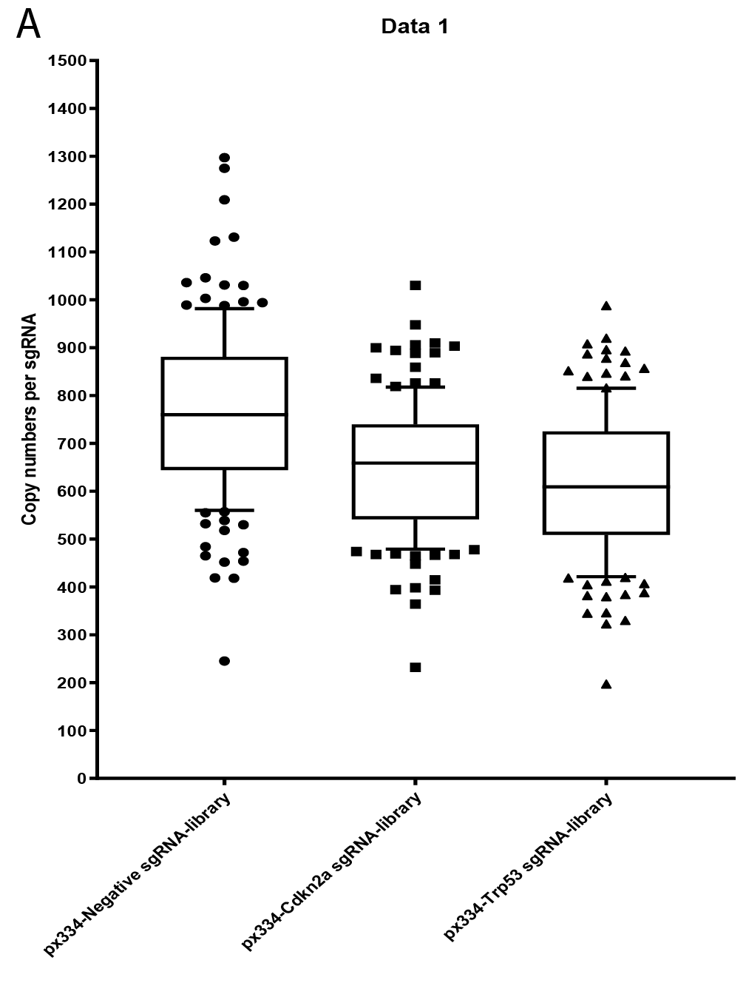 A
Data 1
Copy numbers per sgRNA
1500
1400
1300
1200
1100
1000
900
800
700
600
500
400
300
200
100
0
px334-Negative sgRNA-library
px334-Cdkn2a sgRNA-library
px334-Trp53 sgRNA-library